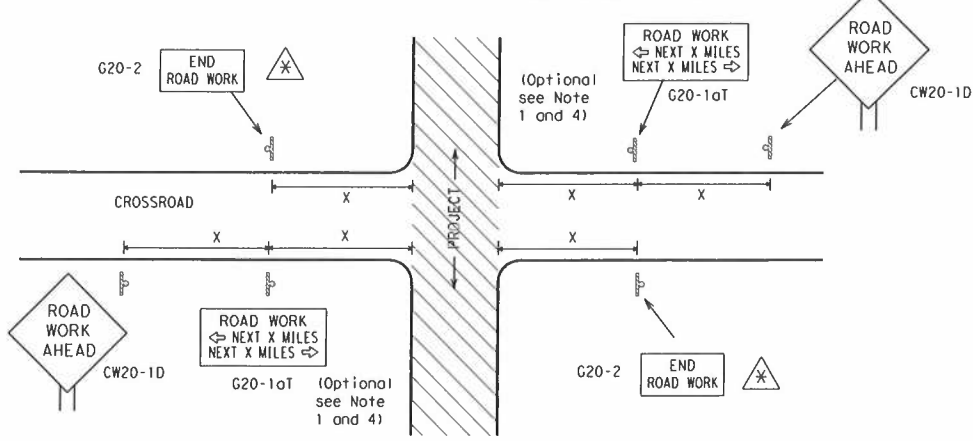 G20-2
END
ROAD WORK
*
(Optional
see Note
1 and 4)
ROAD WORK
⇦ NEXT X MILES
NEXT X MILES ⇨
G20-1aT
ROAD
WORK
AHEAD
CW20-1D
X
X
X
CROSSROAD
PROJECT
X
X
X
ROAD
WORK
AHEAD
CW20-1D
ROAD WORK
⇦ NEXT X MILES
NEXT X MILES ⇨
G20-1aT
(Optional
see Note
1 and 4)
G20-2
END
ROAD WORK
*